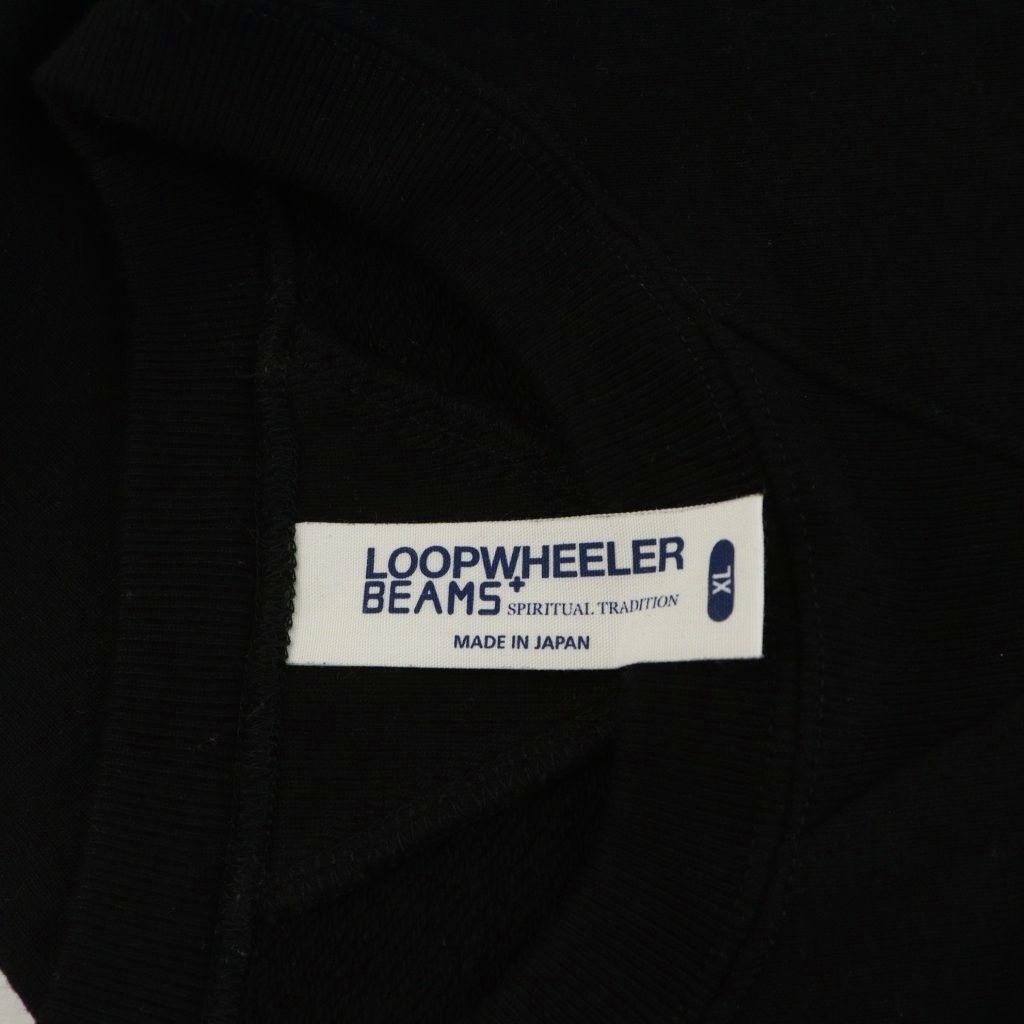 LOOPWHEELER
BEAMS+ SPIRITUAL TRADITION
MADE IN JAPAN
XL